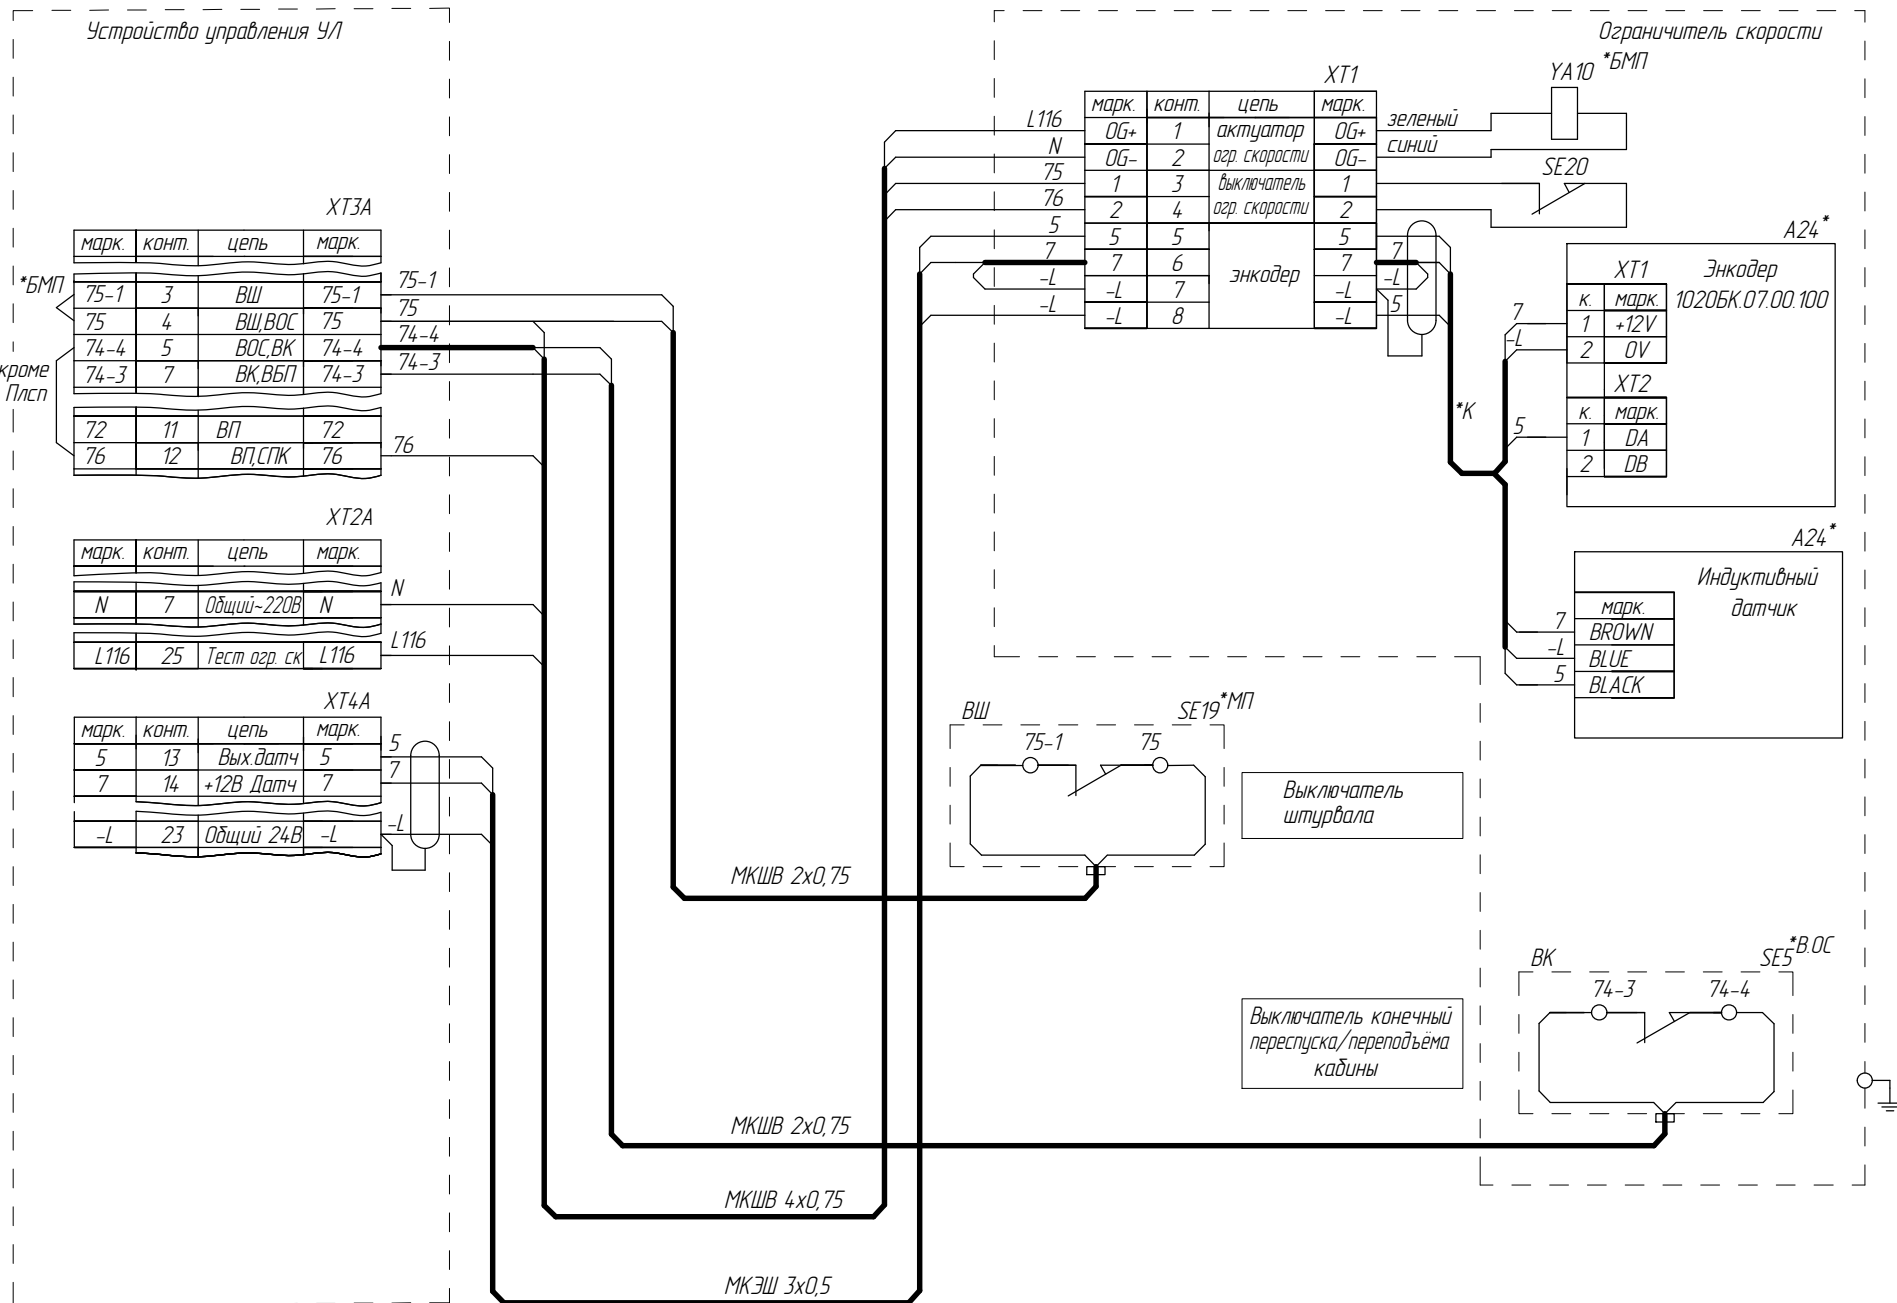 Устройство управления УЛ
ХТ3А
марк. конт. цепь марк.
75-1 3 ВШ 75-1
75 4 ВШ,ВОС 75
74-4 5 ВОС,ВК 74-4
74-3 7 ВК,ВБП 74-3
72 11 ВП 72
76 12 ВП,СПК 76
*БМП
кроме
Плсп
75-1
75
74-4
74-3
76
ХТ2А
марк. конт. цепь марк.
N 7 Общий~220В N
L116 25 Тест огр. ск L116
N
L116
ХТ4А
марк. конт. цепь марк.
5 13 Вых.датч 5
7 14 +12В Датч 7
-L 23 Общий 24В -L
5
7
-L
МКШВ 2х0,75
МКШВ 2х0,75
МКШВ 4х0,75
МКЭШ 3х0,5
Ограничитель скорости
ХТ1
марк. конт. цепь марк.
OG+ 1 актуатор OG+
OG- 2 огр. скорости OG-
1 3 выключатель 1
2 4 огр. скорости 2
5 5 5
7 6 энкодер 7
-L 7 -L
-L 8 -L
L116
N
75
76
5
7
-L
-L
зеленый
синий
YA10 *БМП
SE20
7
-L
5
*К
А24*
ХТ1 Энкодер
1020БК.07.00.100
к. марк.
1 +12V
2 0V
ХТ2
к. марк.
1 DA
2 DB
7
-L
5
А24*
Индуктивный
датчик
марк.
BROWN
BLUE
BLACK
7
-L
5
ВШ SE19 *МП
75-1 75
Выключатель
штурвала
ВК SE5 *В.ОС
74-3 74-4
Выключатель конечный
переспуска/переподъёма
кабины